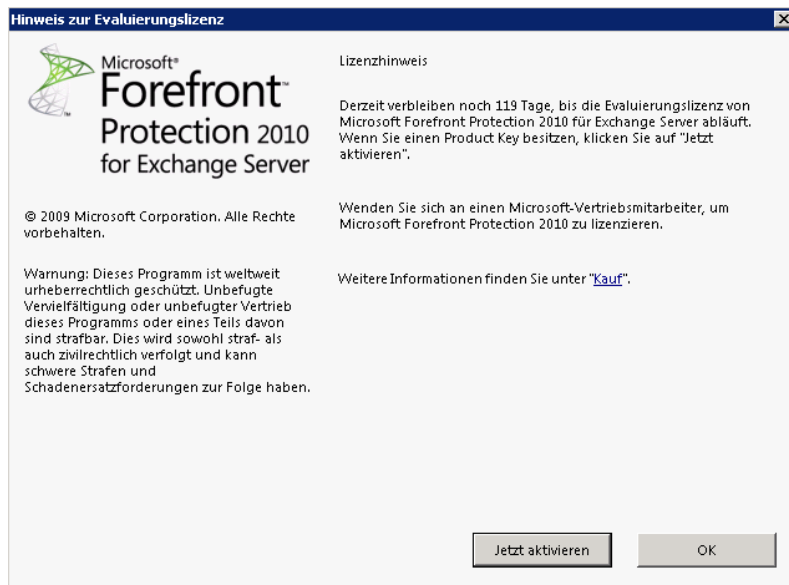 Hinweis zur Evaluierungslizenz
Microsoft®
Forefront™
Protection 2010
for Exchange Server
© 2009 Microsoft Corporation. Alle Rechte
vorbehalten.
Warnung: Dieses Programm ist weltweit
urheberrechtlich geschützt. Unbefugte
Vervielfältigung oder unbefugter Vertrieb
dieses Programms oder eines Teils davon
sind strafbar. Dies wird sowohl straf- als
auch zivilrechtlich verfolgt und kann
schwere Strafen und
Schadenersatzforderungen zur Folge haben.
Lizenzhinweis
Derzeit verbleiben noch 119 Tage, bis die Evaluierungslizenz von
Microsoft Forefront Protection 2010 für Exchange Server abläuft.
Wenn Sie einen Product Key besitzen, klicken Sie auf "Jetzt
aktivieren".
Wenden Sie sich an einen Microsoft-Vertriebsmitarbeiter, um
Microsoft Forefront Protection 2010 zu lizenzieren.
Weitere Informationen finden Sie unter "Kauf".
Jetzt aktivieren
OK